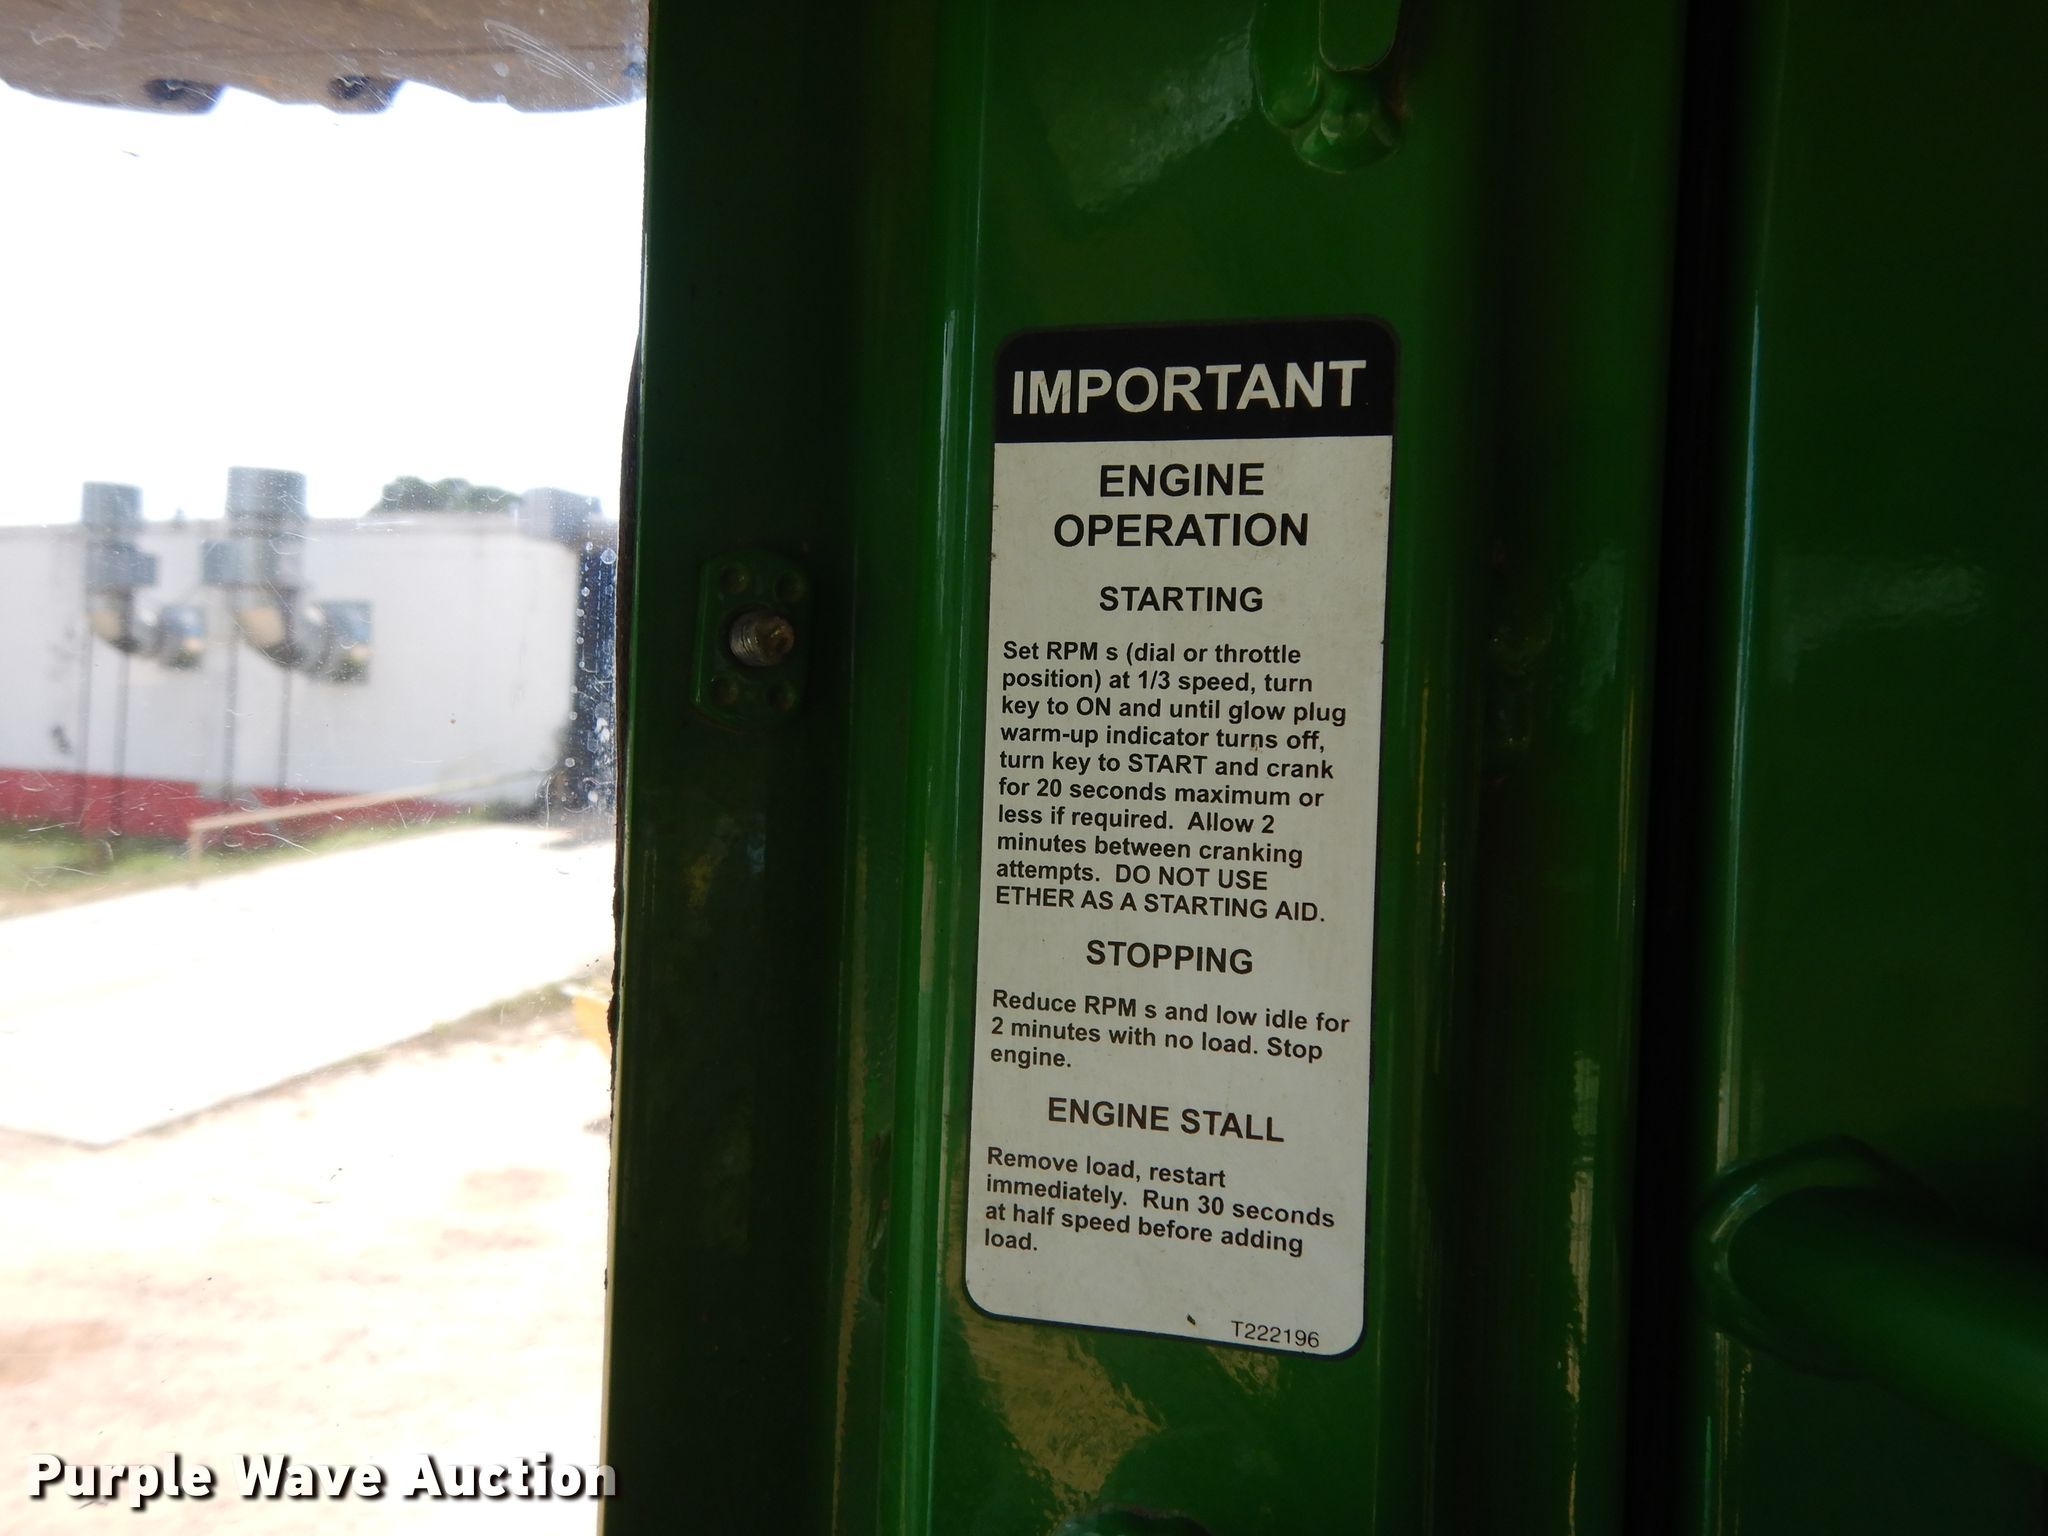 IMPORTANT
ENGINE
OPERATION
STARTING
Set RPM s (dial or throttle
position) at 1/3 speed, turn
key to ON and until glow plug
warm-up indicator turns off,
turn key to START and crank
for 20 seconds maximum or
less if required.  Allow 2
minutes between cranking
attempts.  DO NOT USE
ETHER AS A STARTING AID.
STOPPING
Reduce RPM s and low idle for
2 minutes with no load. Stop
engine.
ENGINE STALL
Remove load, restart
immediately.  Run 30 seconds
at half speed before adding
load.
T222196
Purple Wave Auction